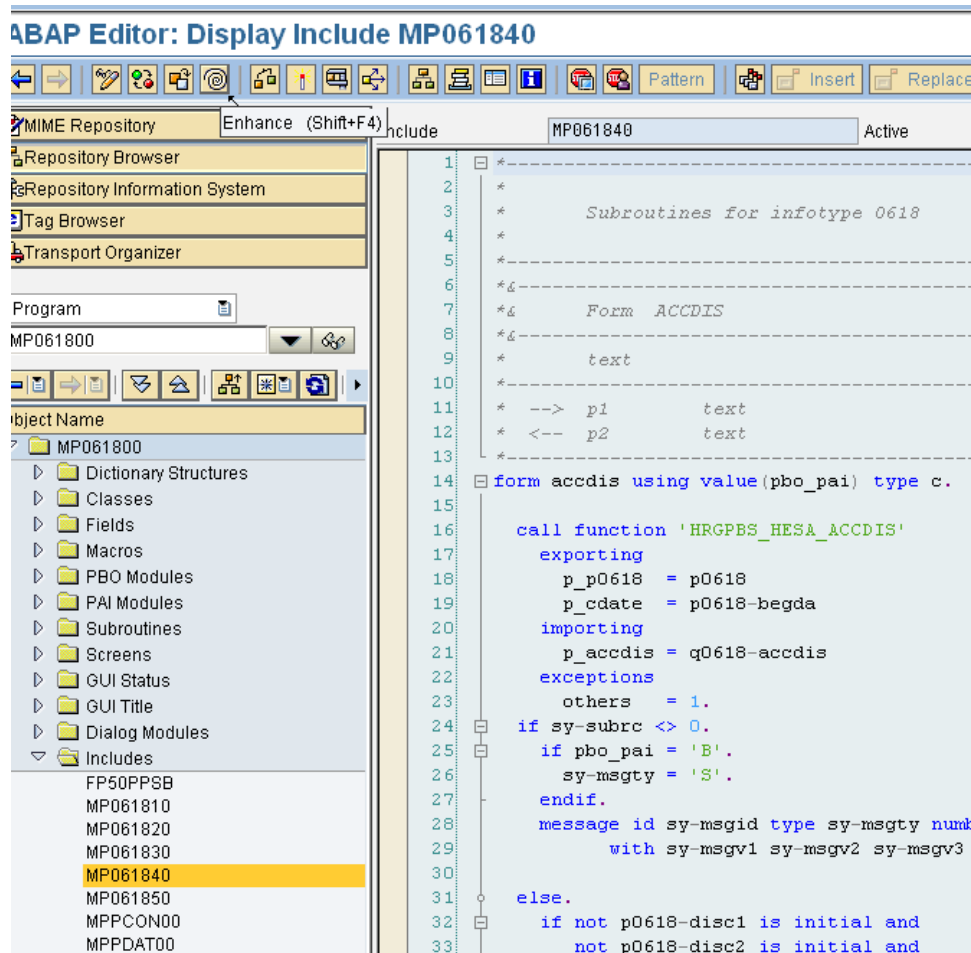 ABAP Editor: Display Include MP061840
Pattern Insert Replace
Enhance (Shift+F4)
MIME Repository
Repository Browser
Repository Information System
Tag Browser
Transport Organizer
Program
MP061800
Object Name
MP061800
Dictionary Structures
Classes
Fields
Macros
PBO Modules
PAI Modules
Subroutines
Screens
GUI Status
GUI Title
Dialog Modules
Includes
FP50PPSB
MP061810
MP061820
MP061830
MP061840
MP061850
MPPCON00
MPPDAT00
nclude MP061840 Active
1 *----------------------------------------
2 *
3 * Subroutines for infotype 0618
4 *
5 *----------------------------------------
6 *&---------------------------------------
7 *& Form ACCDIS
8 *&---------------------------------------
9 * text
10 *----------------------------------------
11 * --> p1 text
12 * <-- p2 text
13 *----------------------------------------
14 form accdis using value(pbo_pai) type c.
15
16 call function 'HRGPBS_HESA_ACCDIS'
17 exporting
18 p_p0618 = p0618
19 p_cdate = p0618-begda
20 importing
21 p_accdis = q0618-accdis
22 exceptions
23 others = 1.
24 if sy-subrc <> 0.
25 if pbo_pai = 'B'.
26 sy-msgty = 'S'.
27 endif.
28 message id sy-msgid type sy-msgty numb
29 with sy-msgv1 sy-msgv2 sy-msgv3
30
31 else.
32 if not p0618-disc1 is initial and
33 not p0618-disc2 is initial and